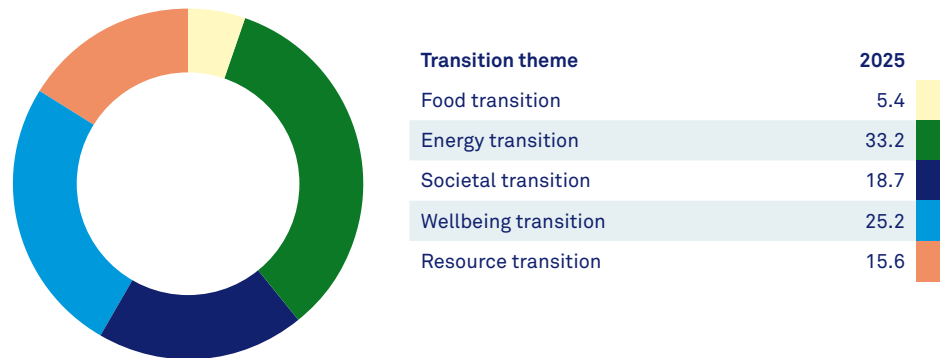 Transition theme 2025
Food transition 5.4
Energy transition 33.2
Societal transition 18.7
Wellbeing transition 25.2
Resource transition 15.6